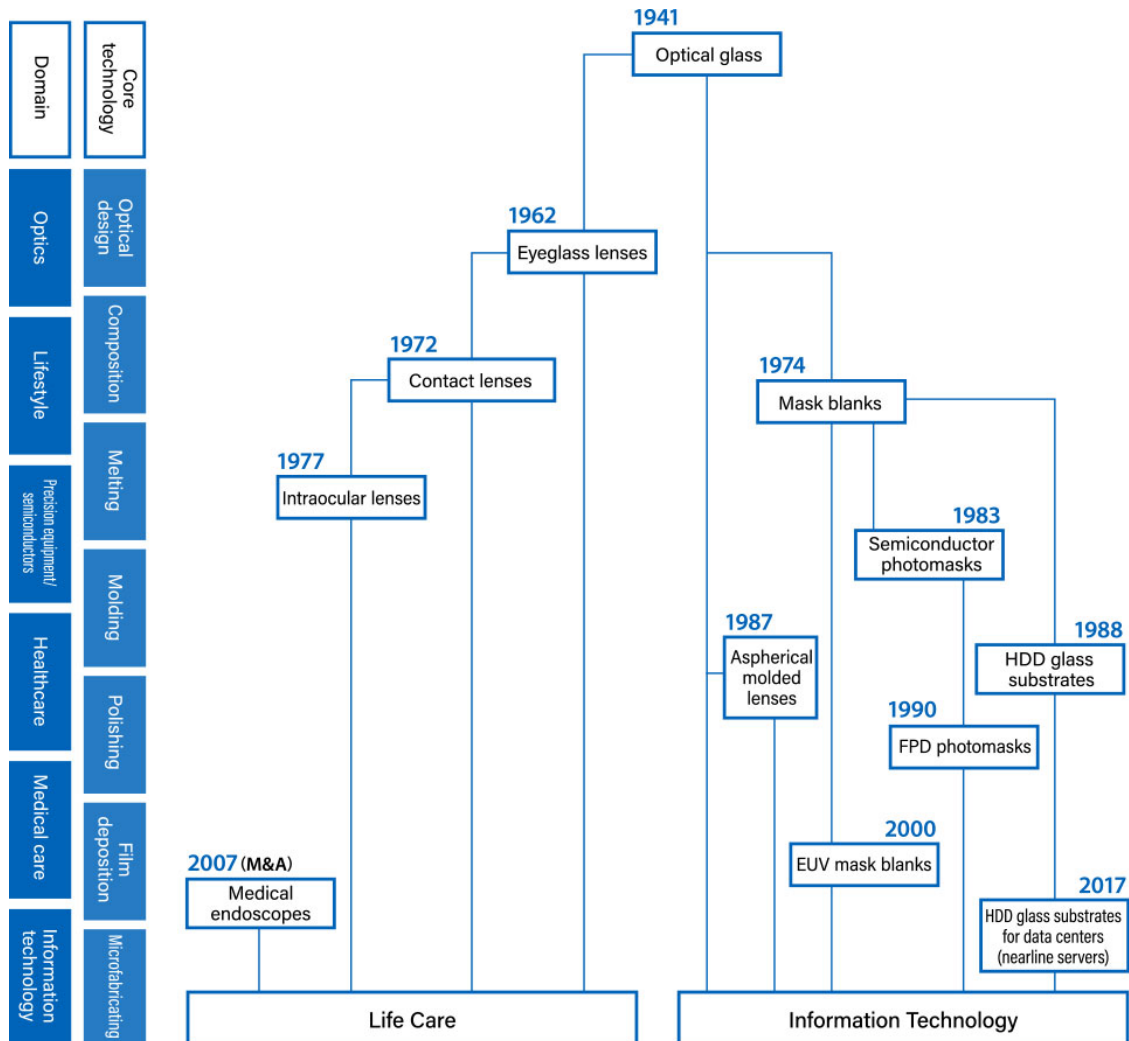 Domain
Optics
Lifestyle
Precision equipment/
semiconductors
Healthcare
Medical care
Information
technology
Core
technology
Optical
design
Composition
Melting
Molding
Polishing
Film
deposition
Microfabricating
1941
Optical glass
1962
Eyeglass lenses
1972
Contact lenses
1974
Mask blanks
1977
Intraocular lenses
1983
Semiconductor
photomasks
1987
Aspherical
molded
lenses
1988
HDD glass
substrates
1990
FPD photomasks
2000
EUV mask blanks
2007 (M&A)
Medical
endoscopes
2017
HDD glass substrates
for data centers
(nearline servers)
Life Care
Information Technology